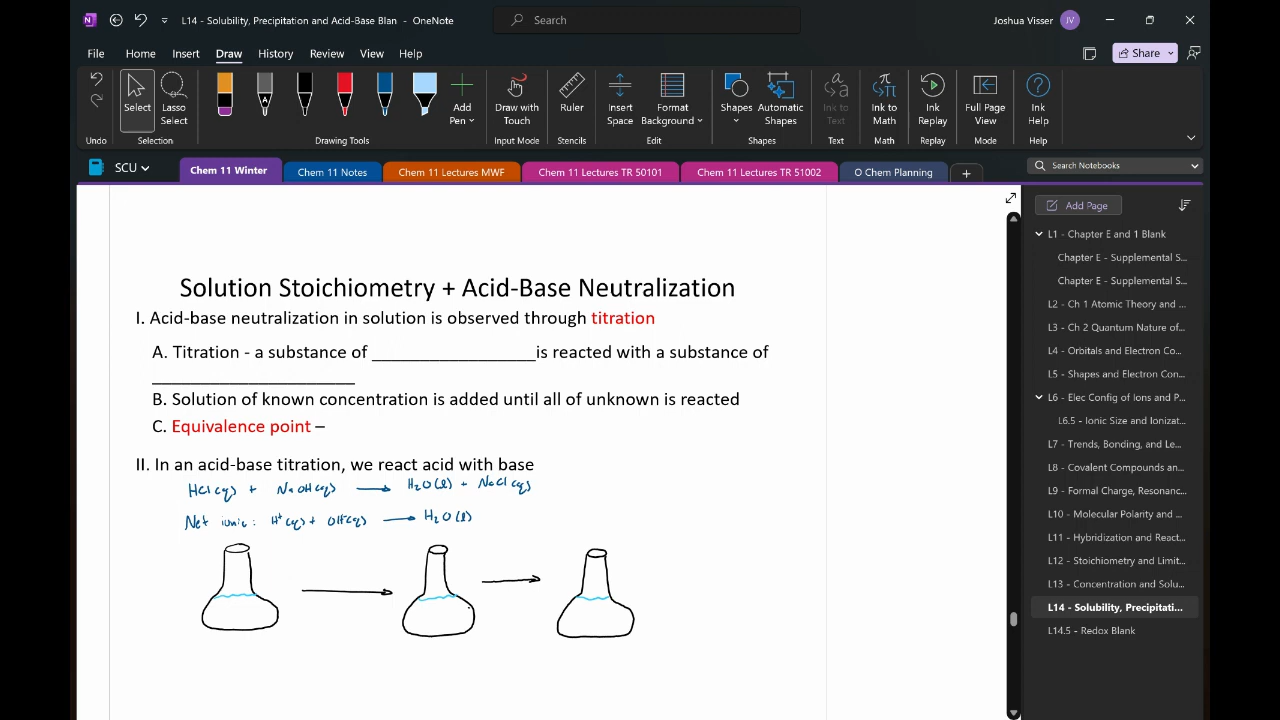 L14 - Solubility, Precipitation and Acid-Base Blan - OneNote
Search
Joshua Visser
JV
File Home Insert Draw History Review View Help
Share
Undo
Select
Lasso Select
Add Pen
Draw with Touch
Ruler
Insert Space
Format Background
Shapes
Automatic Shapes
Ink to Text
Ink to Math
Ink Replay
Full Page View
Ink Help
Undo Selection Drawing Tools Input Mode Stencils Edit Shapes Text Math Replay Mode Help
SCU
Chem 11 Winter
Chem 11 Notes
Chem 11 Lectures MWF
Chem 11 Lectures TR 50101
Chem 11 Lectures TR 51002
O Chem Planning
+
Search Notebooks
Add Page
L1 - Chapter E and 1 Blank
Chapter E - Supplemental S...
Chapter E - Supplemental S...
L2 - Ch 1 Atomic Theory and ...
L3 - Ch 2 Quantum Nature of...
L4 - Orbitals and Electron Co...
L5 - Shapes and Electron Con...
L6 - Elec Config of Ions and P...
L6.5 - Ionic Size and Ionizat...
L7 - Trends, Bonding, and Le...
L8 - Covalent Compounds an...
L9 - Formal Charge, Resonanc...
L10 - Molecular Polarity and ...
L11 - Hybridization and React...
L12 - Stoichiometry and Limit...
L13 - Concentration and Solu...
L14 - Solubility, Precipitati...
L14.5 - Redox Blank
Solution Stoichiometry + Acid-Base Neutralization
I. Acid-base neutralization in solution is observed through titration
A. Titration - a substance of _________________is reacted with a substance of
_____________________
B. Solution of known concentration is added until all of unknown is reacted
C. Equivalence point –
II. In an acid-base titration, we react acid with base
HCl(aq) + NaOH(aq) → H₂O(l) + NaCl(aq)
Net ionic: H⁺(aq) + OH⁻(aq) → H₂O(l)